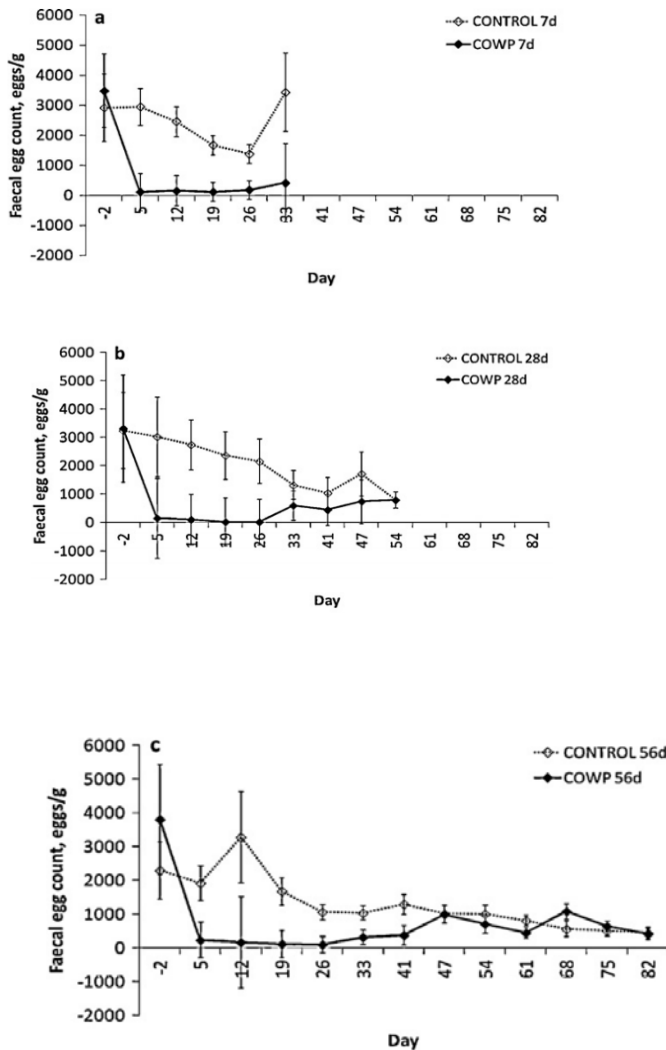 a
CONTROL 7d
COWP 7d
Faecal egg count, eggs/g
6000
5000
4000
3000
2000
1000
0
-1000
-2000
-2 5 12 19 26 33 41 47 54 61 68 75 82
Day
b
CONTROL 28d
COWP 28d
Faecal egg count, eggs/g
6000
5000
4000
3000
2000
1000
0
-1000
-2000
-2 5 12 19 26 33 41 47 54 61 68 75 82
Day
c
CONTROL 56d
COWP 56d
Faecal egg count, eggs/g
6000
5000
4000
3000
2000
1000
0
-1000
-2000
-2 5 12 19 26 33 41 47 54 61 68 75 82
Day